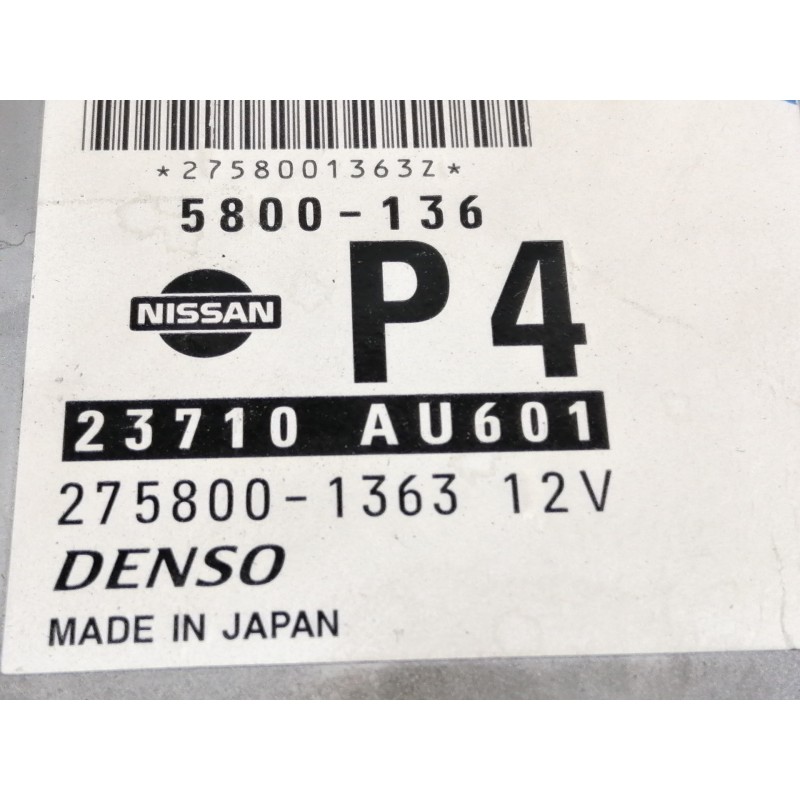 *2758001363Z*
5800-136
NISSAN P4
23710 AU601
275800-1363 12V
DENSO
MADE IN JAPAN